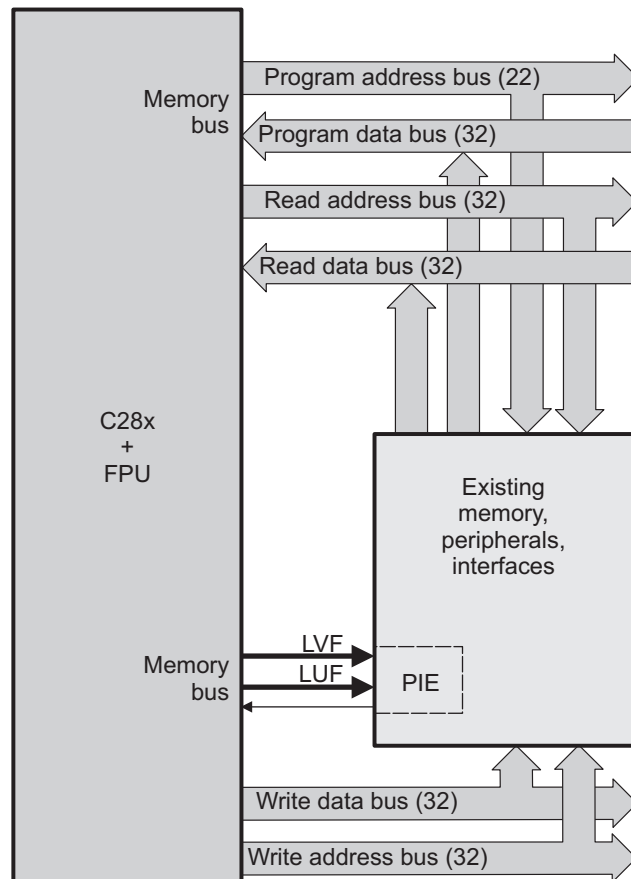 Program address bus (22)
Memory
bus
Program data bus (32)
Read address bus (32)
Read data bus (32)
C28x
+
FPU
Existing
memory,
peripherals,
interfaces
LVF
Memory
bus
LUF
PIE
Write data bus (32)
Write address bus (32)